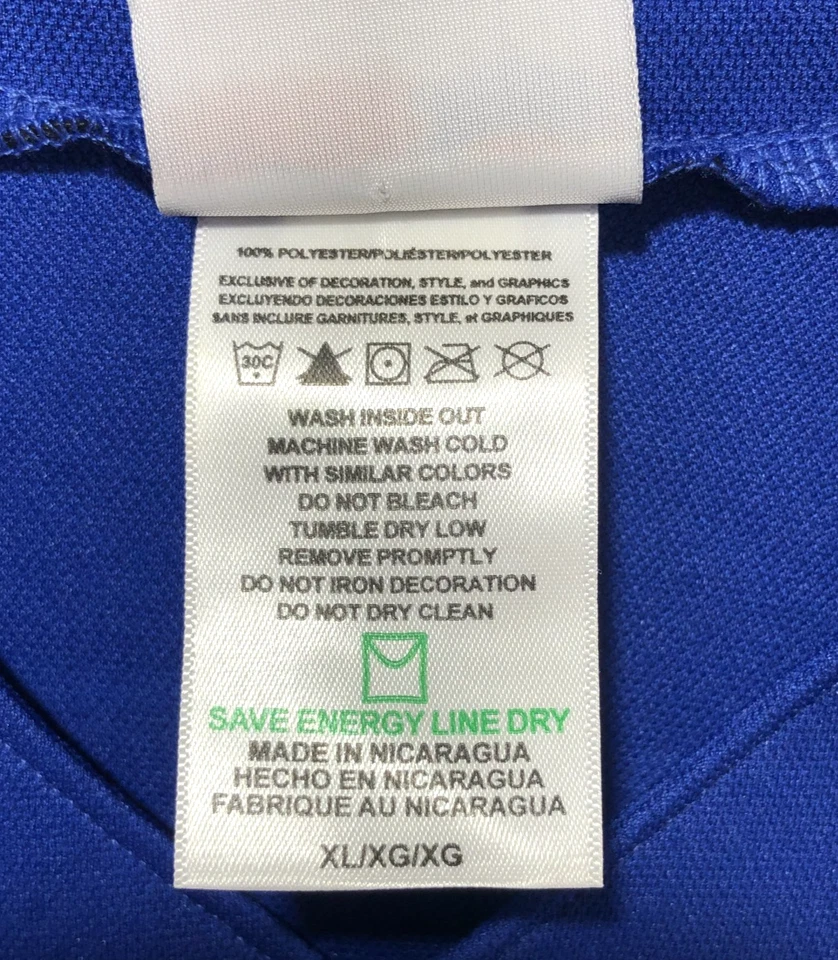 100% POLYESTER/POLIÉSTER/POLYESTER
EXCLUSIVE OF DECORATION, STYLE, and GRAPHICS
EXCLUYENDO DECORACIONES ESTILO Y GRAFICOS
SANS INCLURE GARNITURES, STYLE, et GRAPHIQUES
30C
WASH INSIDE OUT
MACHINE WASH COLD
WITH SIMILAR COLORS
DO NOT BLEACH
TUMBLE DRY LOW
REMOVE PROMPTLY
DO NOT IRON DECORATION
DO NOT DRY CLEAN
SAVE ENERGY LINE DRY
MADE IN NICARAGUA
HECHO EN NICARAGUA
FABRIQUE AU NICARAGUA
XL/XG/XG